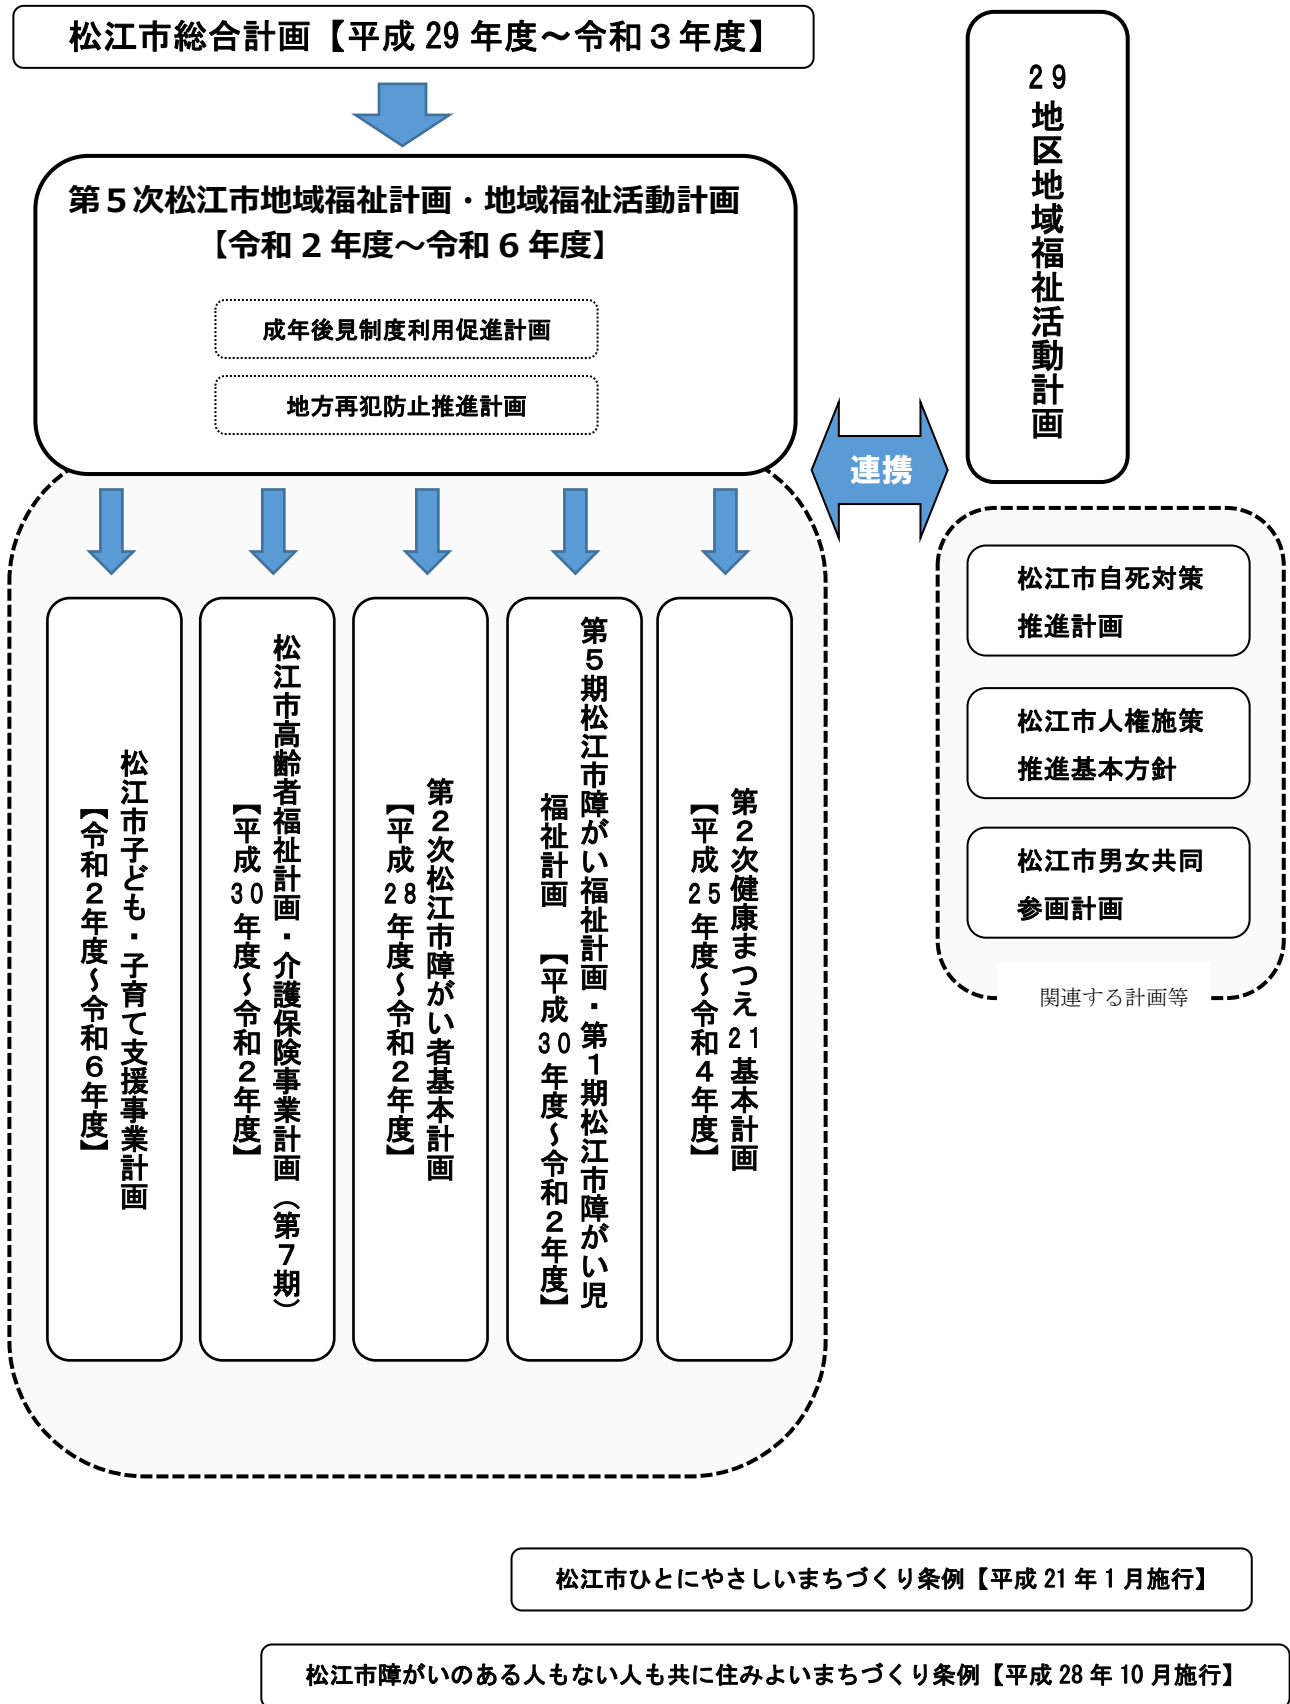 松江市総合計画【平成 29 年度～令和３年度】
第５次松江市地域福祉計画・地域福祉活動計画
【令和２年度～令和６年度】
成年後見制度利用促進計画
地方再犯防止推進計画
連携
29地区地域福祉活動計画
松江市子ども・子育て支援事業計画
【令和２年度～令和６年度】
松江市高齢者福祉計画・介護保険事業計画（第７期）
【平成30年度～令和２年度】
第２次松江市障がい者基本計画
【平成28年度～令和２年度】
第５期松江市障がい福祉計画・第１期松江市障がい児
福祉計画　【平成30年度～令和２年度】
第２次健康まつえ21基本計画
【平成25年度～令和４年度】
松江市自死対策
推進計画
松江市人権施策
推進基本方針
松江市男女共同
参画計画
関連する計画等
松江市ひとにやさしいまちづくり条例【平成 21 年 1 月施行】
松江市障がいのある人もない人も共に住みよいまちづくり条例【平成 28 年 10 月施行】